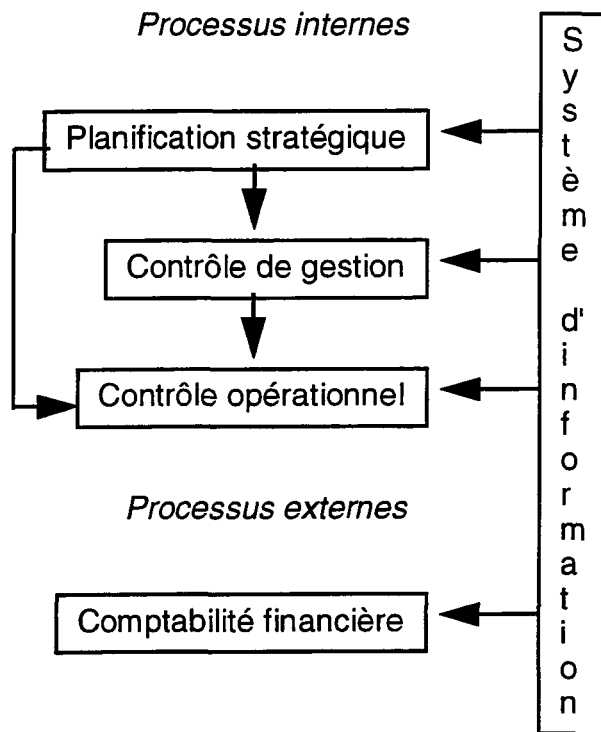 Processus internes
Planification stratégique
Contrôle de gestion
Contrôle opérationnel
Processus externes
Comptabilité financière
Système d'information